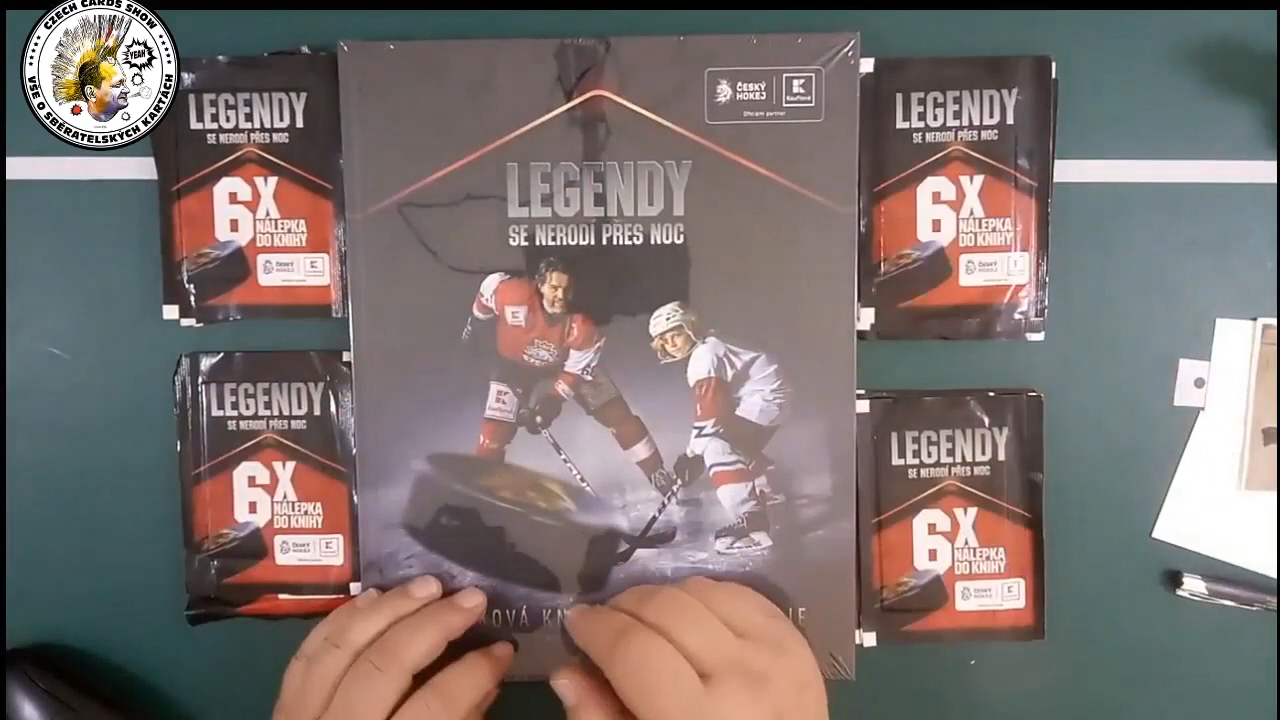 CZECH CARDS SHOW
YEAH
VŠE O SBĚRATELSKÝCH KARTÁCH
LEGENDY
SE NERODÍ PŘES NOC
6X
NÁLEPKA
DO KNIHY
ČESKÝ
HOKEJ
LEGENDY
SE NERODÍ PŘES NOC
6X
NÁLEPKA
DO KNIHY
ČESKÝ
HOKEJ
ČESKÝ
HOKEJ
Kaufland
Oficiální partner
LEGENDY
SE NERODÍ PŘES NOC
Kaufland
LEGENDY
SE NERODÍ PŘES NOC
6X
NÁLEPKA
DO KNIHY
ČESKÝ
HOKEJ
LEGENDY
SE NERODÍ PŘES NOC
6X
NÁLEPKA
DO KNIHY
ČESKÝ
HOKEJ